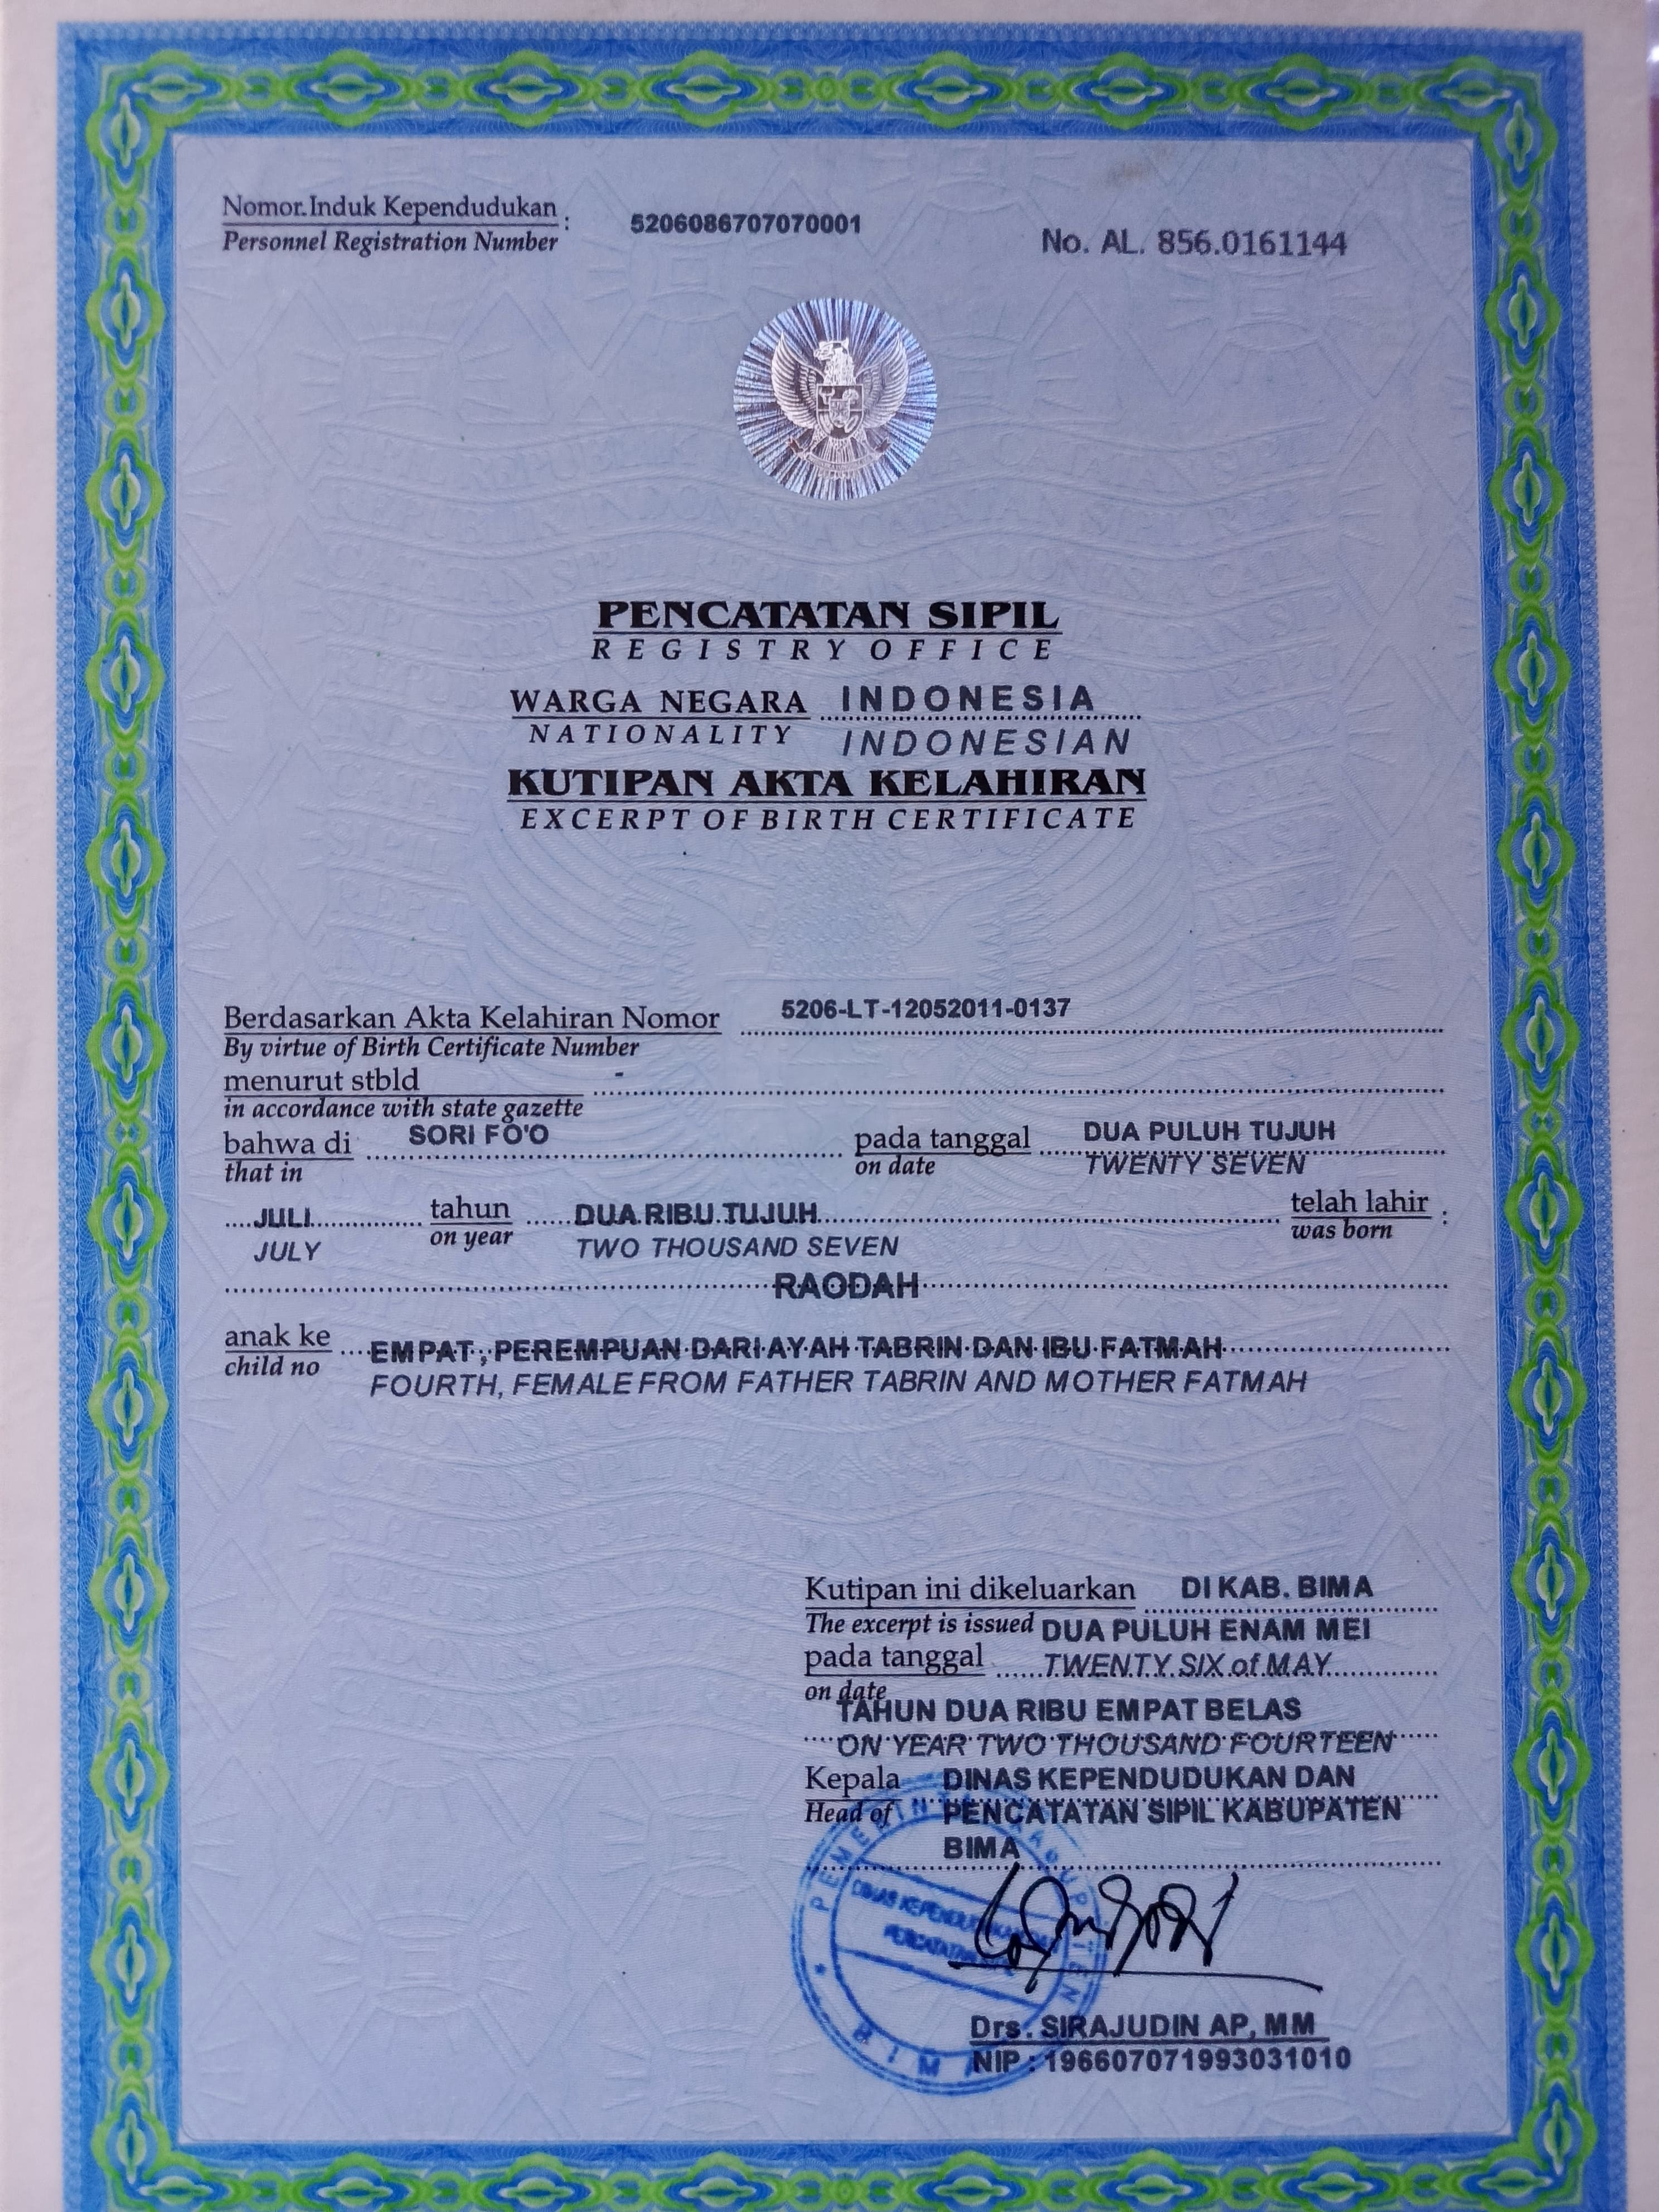 Nomor Induk Kependudukan : 5206086707070001
Personnel Registration Number
No. AL. 856.0161144
PENCATATAN SIPIL
REGISTRY OFFICE
WARGA NEGARA INDONESIA
NATIONALITY INDONESIAN
KUTIPAN AKTA KELAHIRAN
EXCERPT OF BIRTH CERTIFICATE
Berdasarkan Akta Kelahiran Nomor 5206-LT-12052011-0137
By virtue of Birth Certificate Number
menurut stbld -
in accordance with state gazette
bahwa di SORI FO'O pada tanggal DUA PULUH TUJUH
that in on date TWENTY SEVEN
JULI tahun DUA RIBU TUJUH telah lahir :
JULY on year TWO THOUSAND SEVEN was born
RAODAH
anak ke EMPAT, PEREMPUAN DARI AYAH TABRIN DAN IBU FATMAH
child no FOURTH, FEMALE FROM FATHER TABRIN AND MOTHER FATMAH
Kutipan ini dikeluarkan DI KAB. BIMA
The excerpt is issued DUA PULUH ENAM MEI
pada tanggal TWENTY SIX of MAY
on date
TAHUN DUA RIBU EMPAT BELAS
ON YEAR TWO THOUSAND FOURTEEN
Kepala DINAS KEPENDUDUKAN DAN
Head of PENCATATAN SIPIL KABUPATEN
BIMA
PEMERINTAH KABUPATEN
DINAS KEPENDUDUKAN DAN
BIMA
Drs. SIRAJUDIN AP, MM
NIP : 196607071993031010